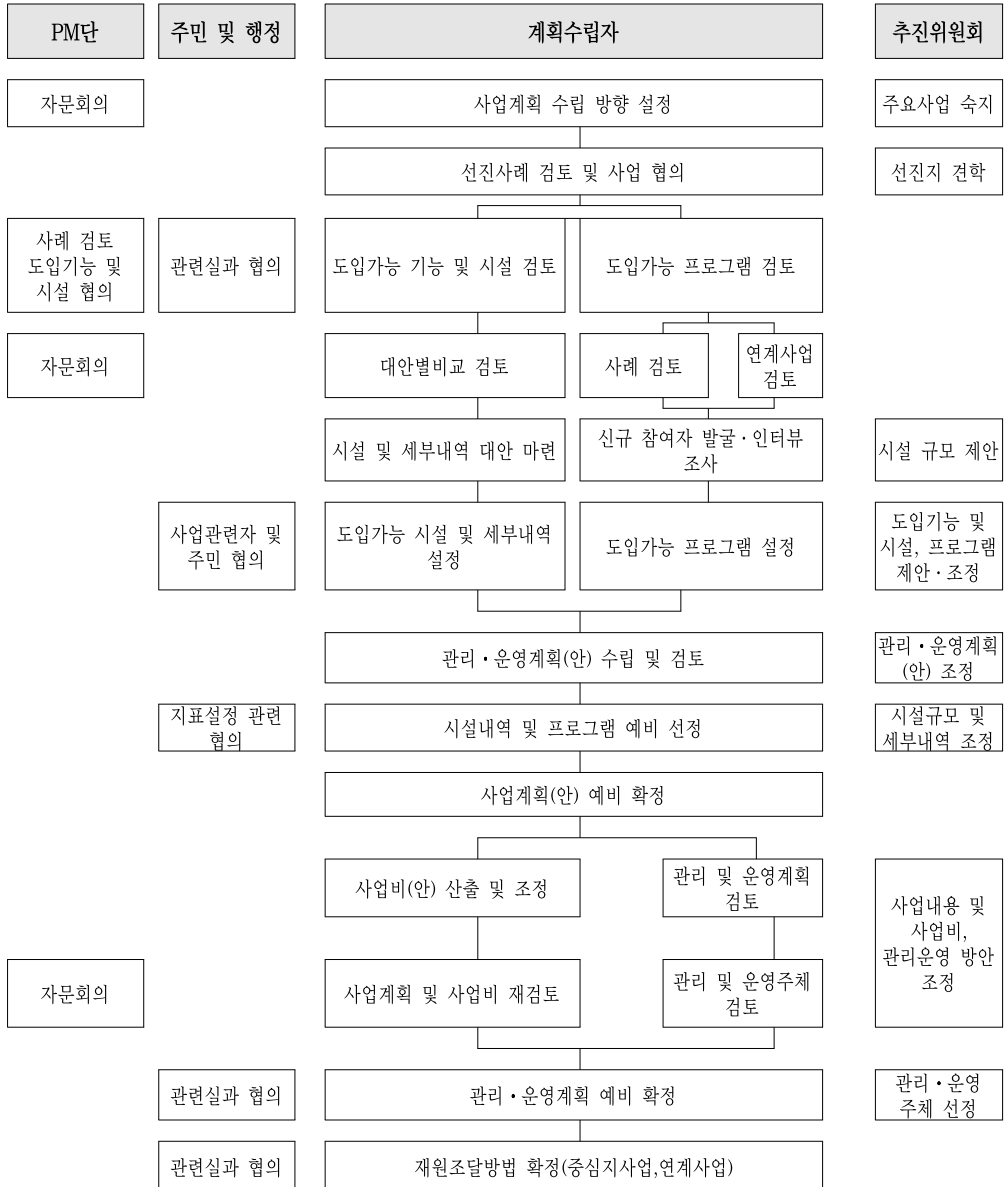 PM단
주민 및 행정
계획수립자
추진위원회
자문회의
사업계획 수립 방향 설정
주요사업 숙지
선진사례 검토 및 사업 협의
선진지 견학
사례 검토
도입기능 및
시설 협의
관련실과 협의
도입가능 기능 및 시설 검토
도입가능 프로그램 검토
자문회의
대안별비교 검토
사례 검토
연계사업
검토
시설 및 세부내역 대안 마련
신규 참여자 발굴·인터뷰
조사
시설 규모 제안
사업관련자 및
주민 협의
도입가능 시설 및 세부내역
설정
도입가능 프로그램 설정
도입기능 및
시설, 프로그램
제안·조정
관리·운영계획(안) 수립 및 검토
관리·운영계획
(안) 조정
지표설정 관련
협의
시설내역 및 프로그램 예비 선정
시설규모 및
세부내역 조정
사업계획(안) 예비 확정
사업비(안) 산출 및 조정
관리 및 운영계획
검토
사업내용 및
사업비,
관리운영 방안
조정
자문회의
사업계획 및 사업비 재검토
관리 및 운영주체
검토
관련실과 협의
관리·운영계획 예비 확정
관리·운영
주체 선정
관련실과 협의
재원조달방법 확정(중심지사업,연계사업)